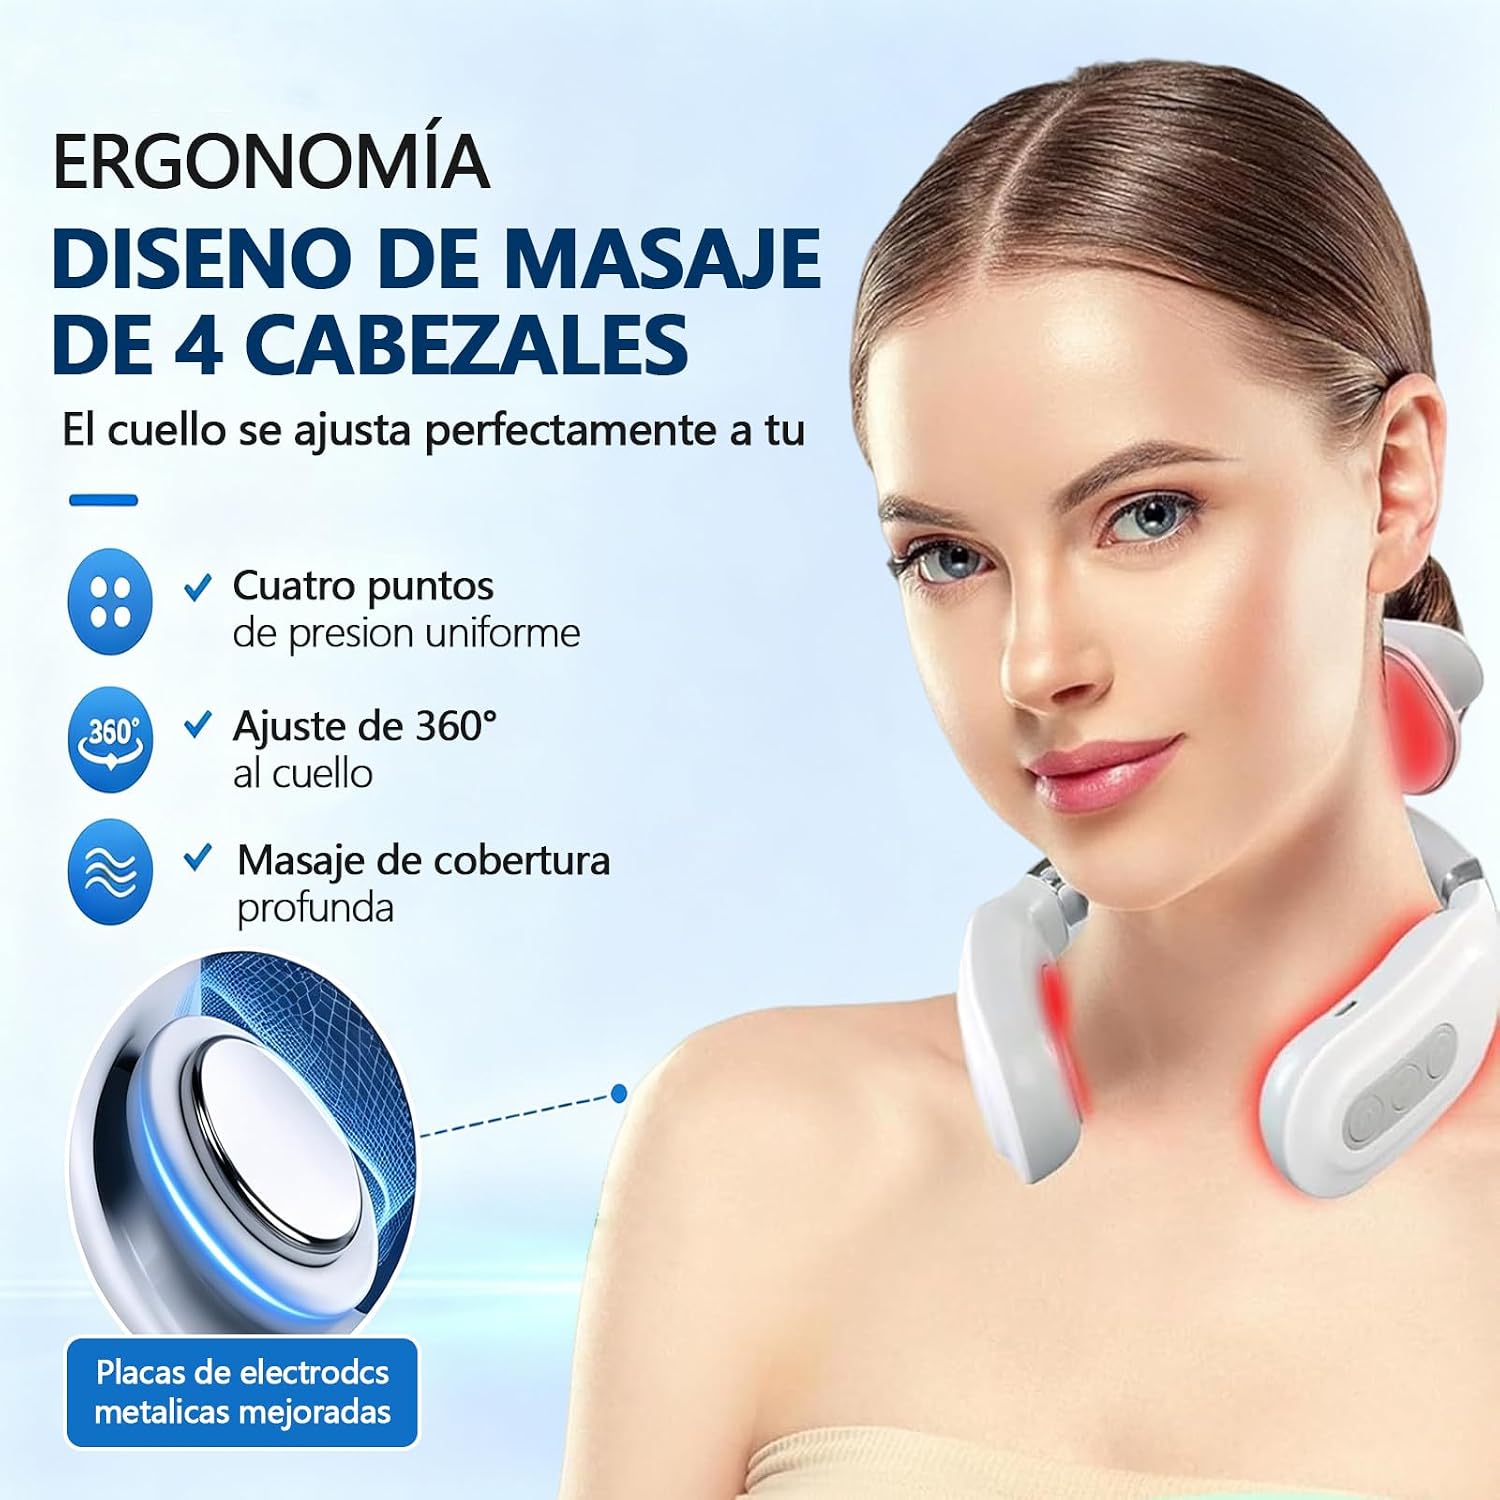 ERGONOMÍA
DISENO DE MASAJE
DE 4 CABEZALES
El cuello se ajusta perfectamente a tu
Cuatro puntos
de presion uniforme
360°
Ajuste de 360°
al cuello
Masaje de cobertura
profunda
Placas de electrodcs
metalicas mejoradas